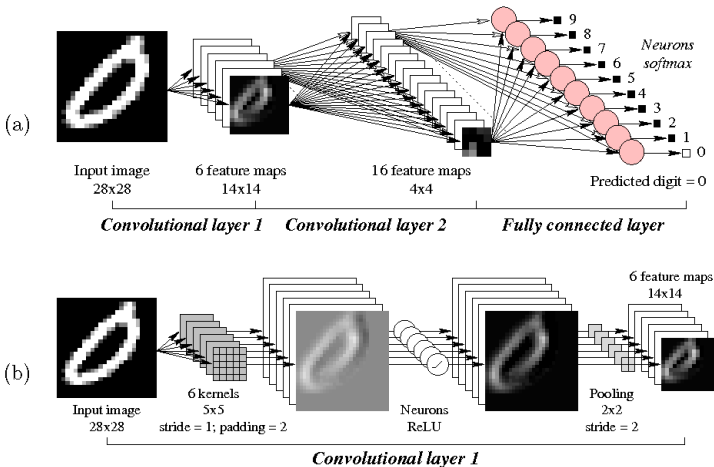 (a)
9
8
7
6
5
4
3
2
1
0
Neurons
softmax
Input image
28x28
6 feature maps
14x14
16 feature maps
4x4
Predicted digit = 0
Convolutional layer 1
Convolutional layer 2
Fully connected layer
(b)
6 feature maps
14x14
Input image
28x28
6 kernels
5x5
stride = 1; padding = 2
Neurons
ReLU
Pooling
2x2
stride = 2
Convolutional layer 1